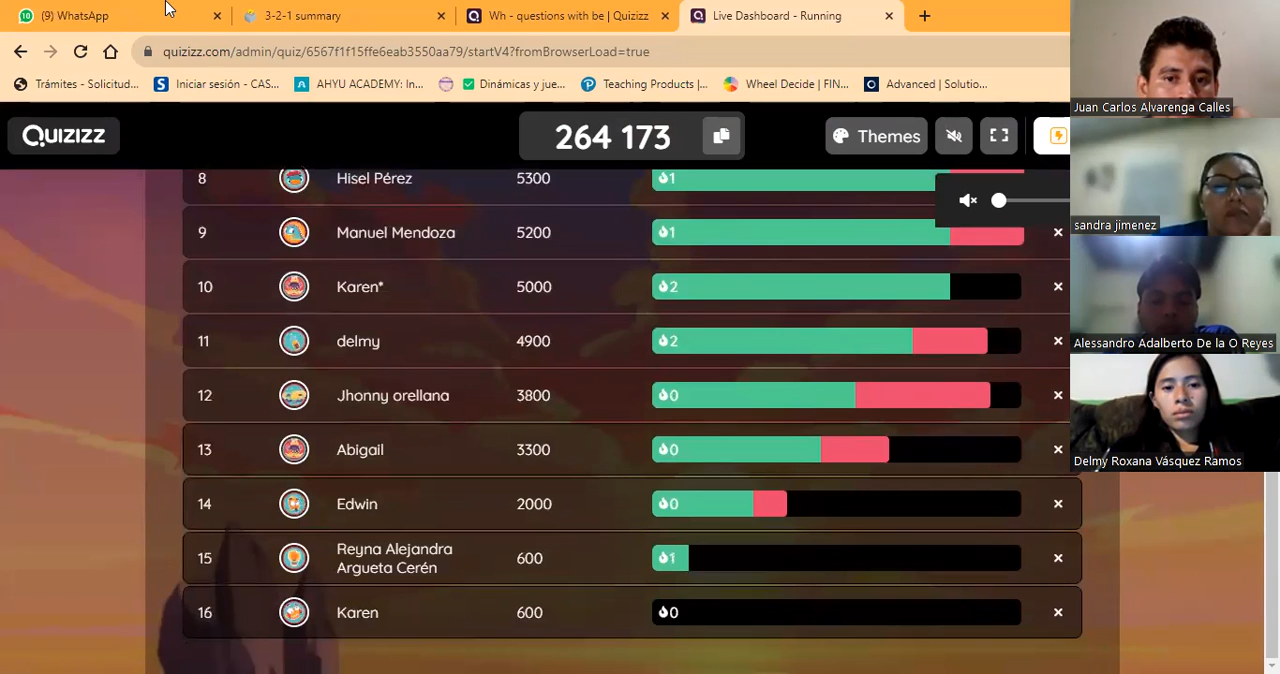 10 (9) WhatsApp
3-2-1 summary
Wh - questions with be | Quizizz
Live Dashboard - Running
quizizz.com/admin/quiz/6567f1f15ffe6eab3550aa79/startV4?fromBrowserLoad=true
Trámites - Solicitud...
Iniciar sesión - CAS...
AHYU ACADEMY: In...
Dinámicas y jue...
Teaching Products |...
Wheel Decide | FIN...
Advanced | Solutio...
Quizizz
264 173
Themes
8 Hisel Pérez 5300 1
9 Manuel Mendoza 5200 1
10 Karen* 5000 2
11 delmy 4900 2
12 Jhonny orellana 3800 0
13 Abigail 3300 0
14 Edwin 2000 0
15 Reyna Alejandra Argueta Cerén 600 1
16 Karen 600 0
Juan Carlos Alvarenga Calles
sandra jimenez
Alessandro Adalberto De la O Reyes
Delmy Roxana Vásquez Ramos